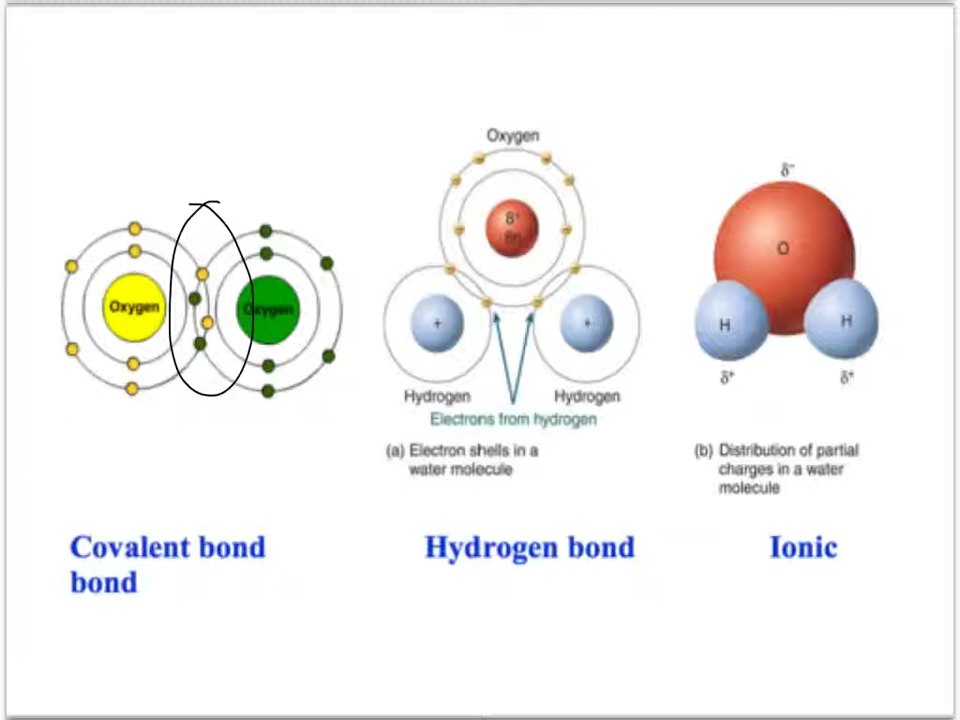 Oxygen
δ⁻
8⁺
O
Oxygen
Oxygen
+
+
H
H
δ⁺
δ⁺
Hydrogen
Hydrogen
Electrons from hydrogen
(a) Electron shells in a
water molecule
(b) Distribution of partial
charges in a water
molecule
Covalent bond
Hydrogen bond
Ionic
bond